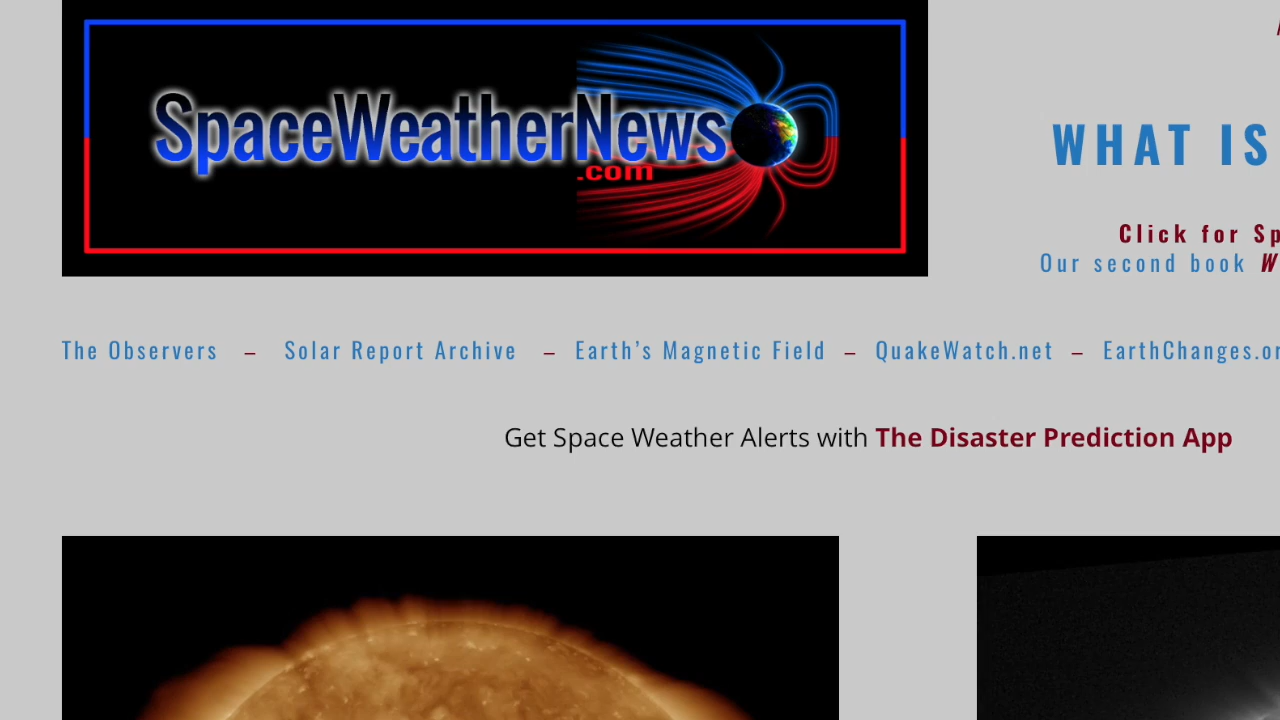 SpaceWeatherNews
.com
WHAT IS
Click for Sp
Our second book W
The Observers – Solar Report Archive – Earth’s Magnetic Field – QuakeWatch.net – EarthChanges.or
Get Space Weather Alerts with The Disaster Prediction App